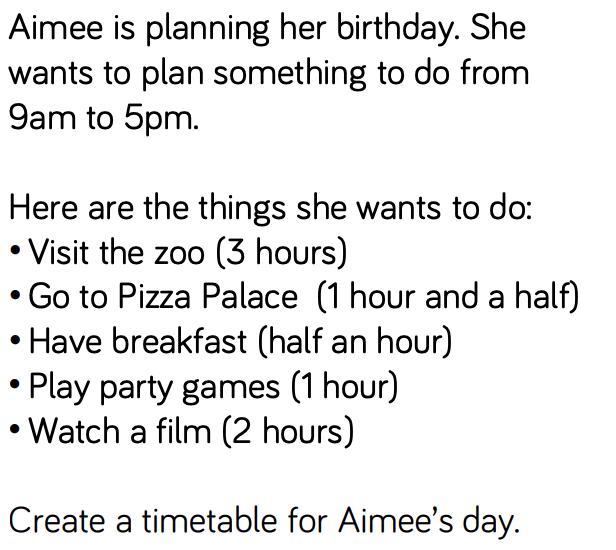 Aimee is planning her birthday. She
wants to plan something to do from
9am to 5pm.
Here are the things she wants to do:
• Visit the zoo (3 hours)
• Go to Pizza Palace  (1 hour and a half)
• Have breakfast (half an hour)
• Play party games (1 hour)
• Watch a film (2 hours)
Create a timetable for Aimee’s day.